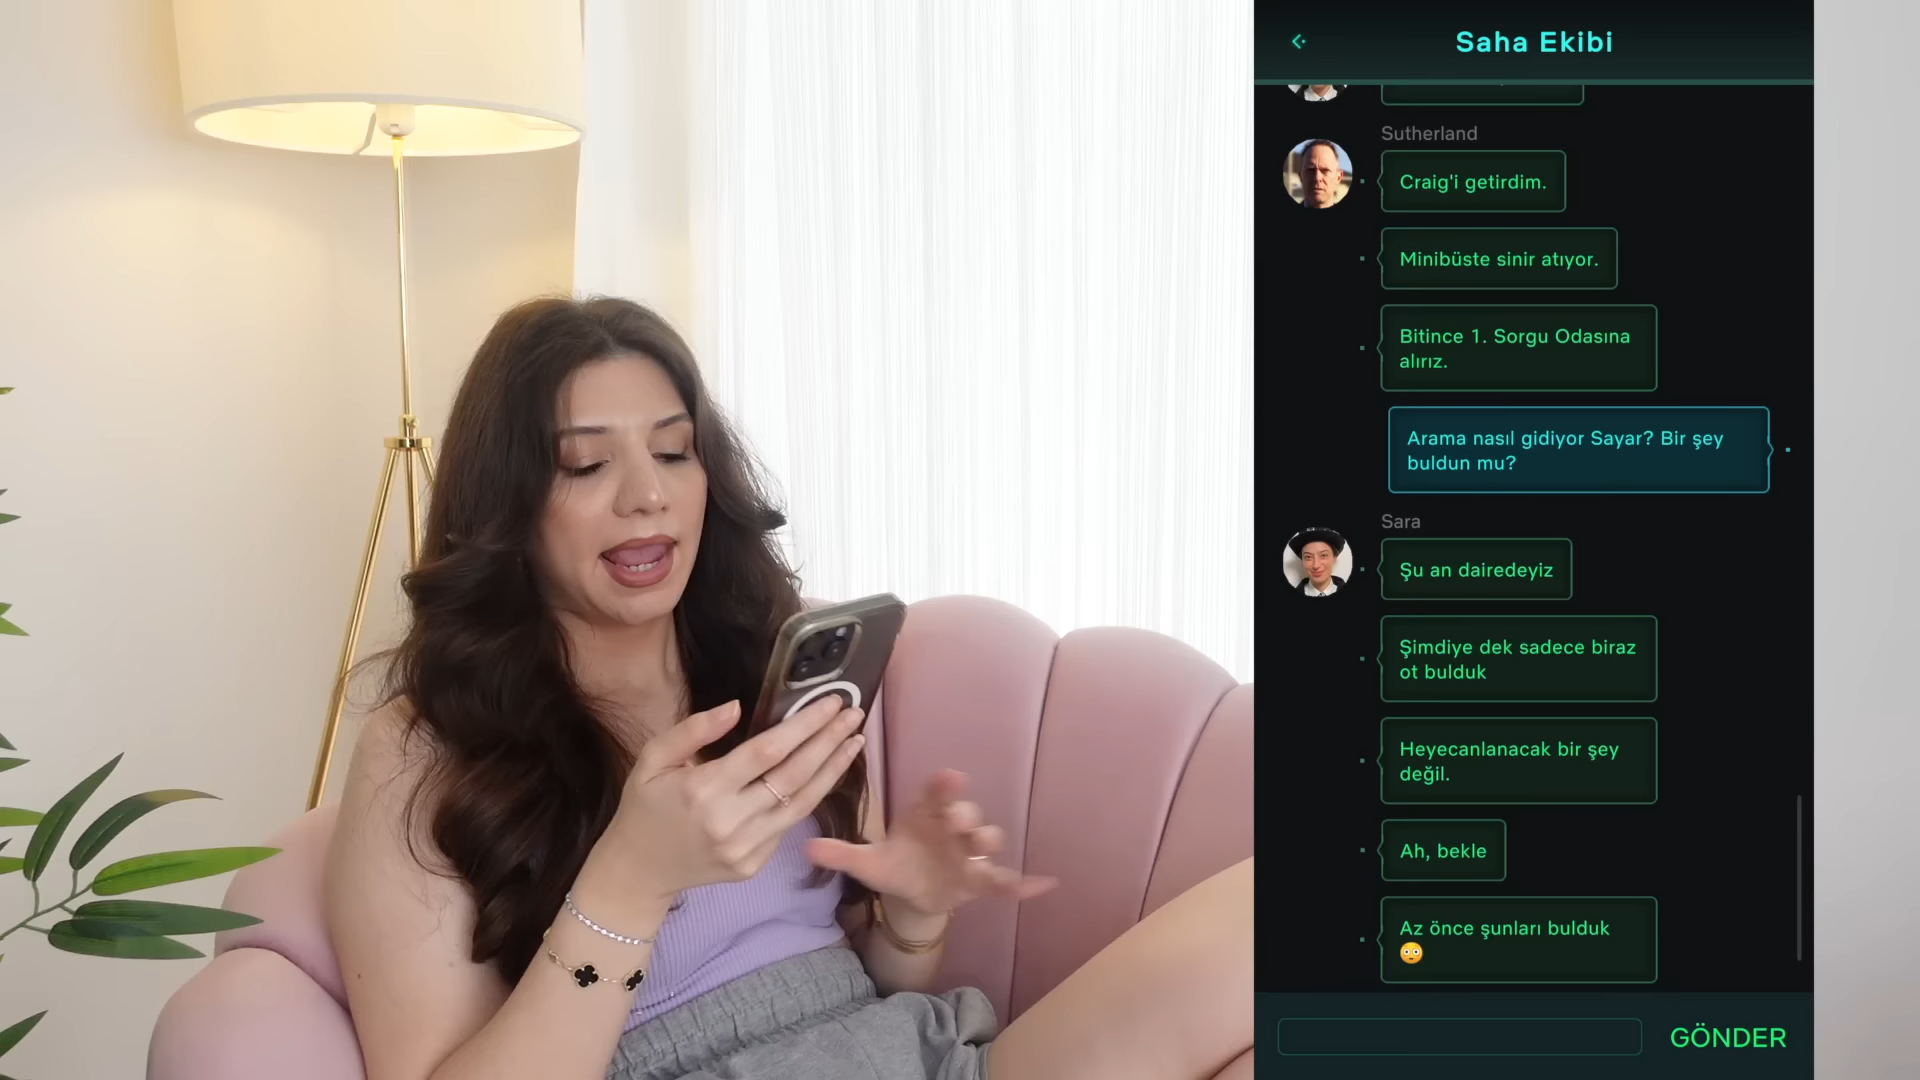 Saha Ekibi
Sutherland
Craig'i getirdim.
Minibüste sinir atıyor.
Bitince 1. Sorgu Odasına
alırız.
Arama nasıl gidiyor Sayar? Bir şey
buldun mu?
Sara
Şu an dairedeyiz
Şimdiye dek sadece biraz
ot bulduk
Heyecanlanacak bir şey
değil.
Ah, bekle
Az önce şunları bulduk
😳
GÖNDER